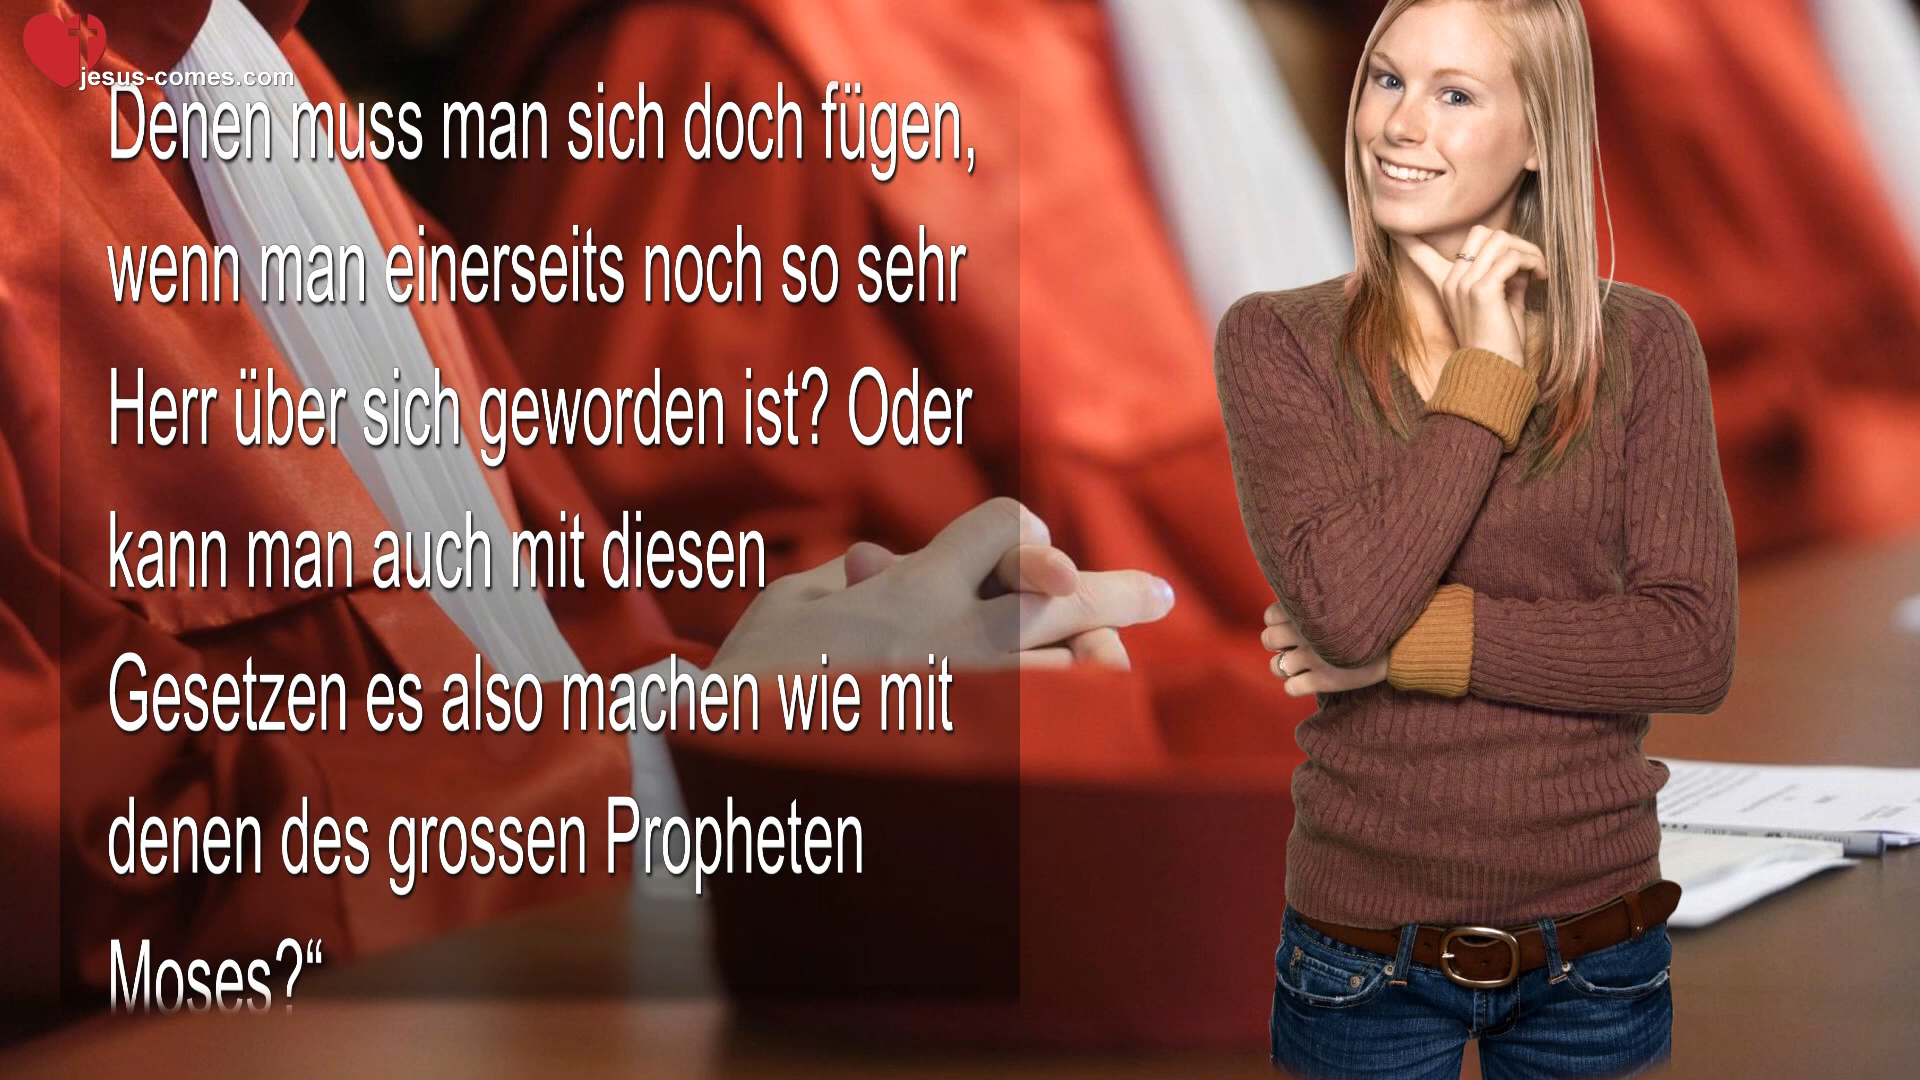 jesus-comes.com
Denen muss man sich doch fügen,
wenn man einerseits noch so sehr
Herr über sich geworden ist? Oder
kann man auch mit diesen
Gesetzen es also machen wie mit
denen des grossen Propheten
Moses?“